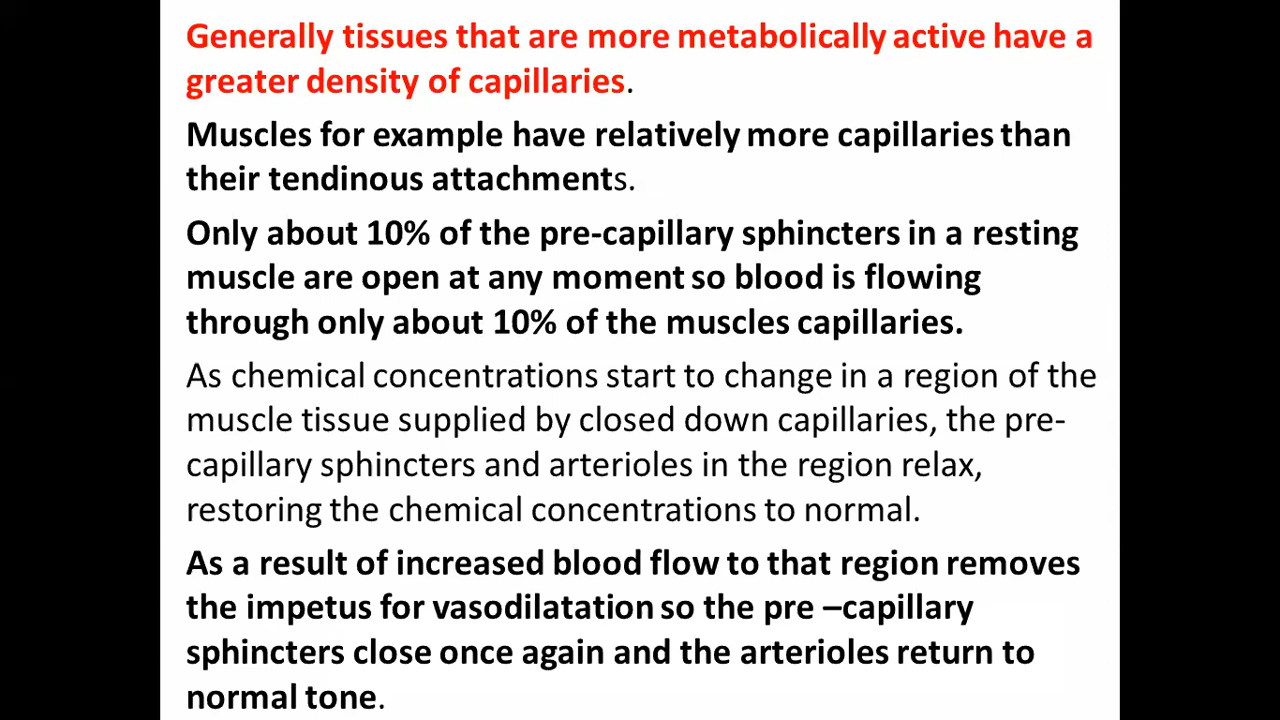 Generally tissues that are more metabolically active have a
greater density of capillaries.
Muscles for example have relatively more capillaries than
their tendinous attachments.
Only about 10% of the pre-capillary sphincters in a resting
muscle are open at any moment so blood is flowing
through only about 10% of the muscles capillaries.
As chemical concentrations start to change in a region of the
muscle tissue supplied by closed down capillaries, the pre-
capillary sphincters and arterioles in the region relax,
restoring the chemical concentrations to normal.
As a result of increased blood flow to that region removes
the impetus for vasodilatation so the pre –capillary
sphincters close once again and the arterioles return to
normal tone.